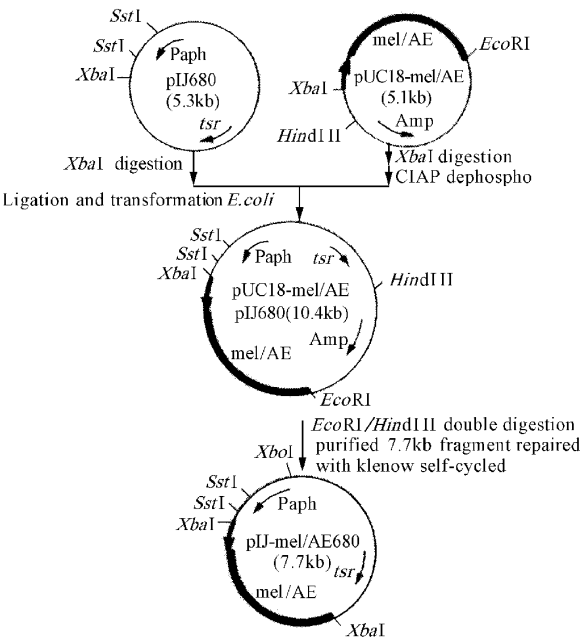 SstI
SstI
XbaI
Paph
pIJ680
(5.3kb)
tsr
mel/AE
EcoRI
pUC18-mel/AE
(5.1kb)
XbaI
Amp
HindIII
XbaI digestion
XbaI digestion
CIAP dephospho
Ligation and transformation E.coli
SstI
SstI
XbaI
Paph
tsr
HindIII
pUC18-mel/AE
pIJ680(10.4kb)
Amp
mel/AE
EcoRI
EcoRI/HindIII double digestion
purified 7.7kb fragment repaired
with klenow self-cycled
XboI
SstI
SstI
XbaI
Paph
pIJ-mel/AE680
(7.7kb)
tsr
mel/AE
XbaI